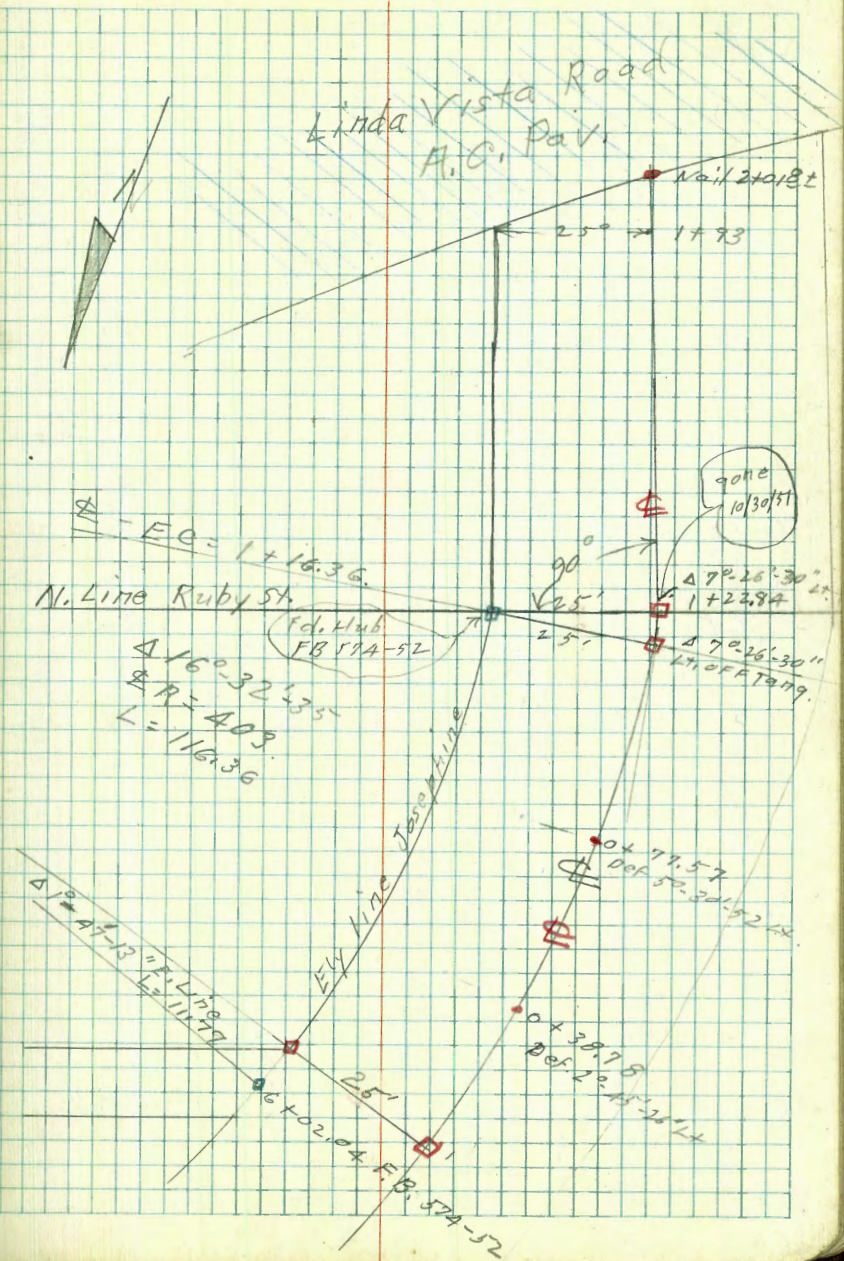 Linda Vista Road
A.C. Pav.
Nail 2+018±
25° 1+93
gone
10/30/51
℄
℄ - EC = 1+16.36.
90°
N. Line Ruby St.
25'
Δ 7°-26'-30" Lt.
1+22.84
Fd. Hub
FB 574-52
25'
Δ 7°-26'-30"
Lt. OFF Tang.
Δ 16°-32'-35
℄ R = 403.
L = 116.36
Ely line Josephine
0+77.57
Def. 5°-30'-52 Lt.
℄
Δ 1°-47'-13" E. Line
L = 11.77
0+38.78
Def. 2°-45'-26" Lt
25'
6+02.04 F.B. 574-52